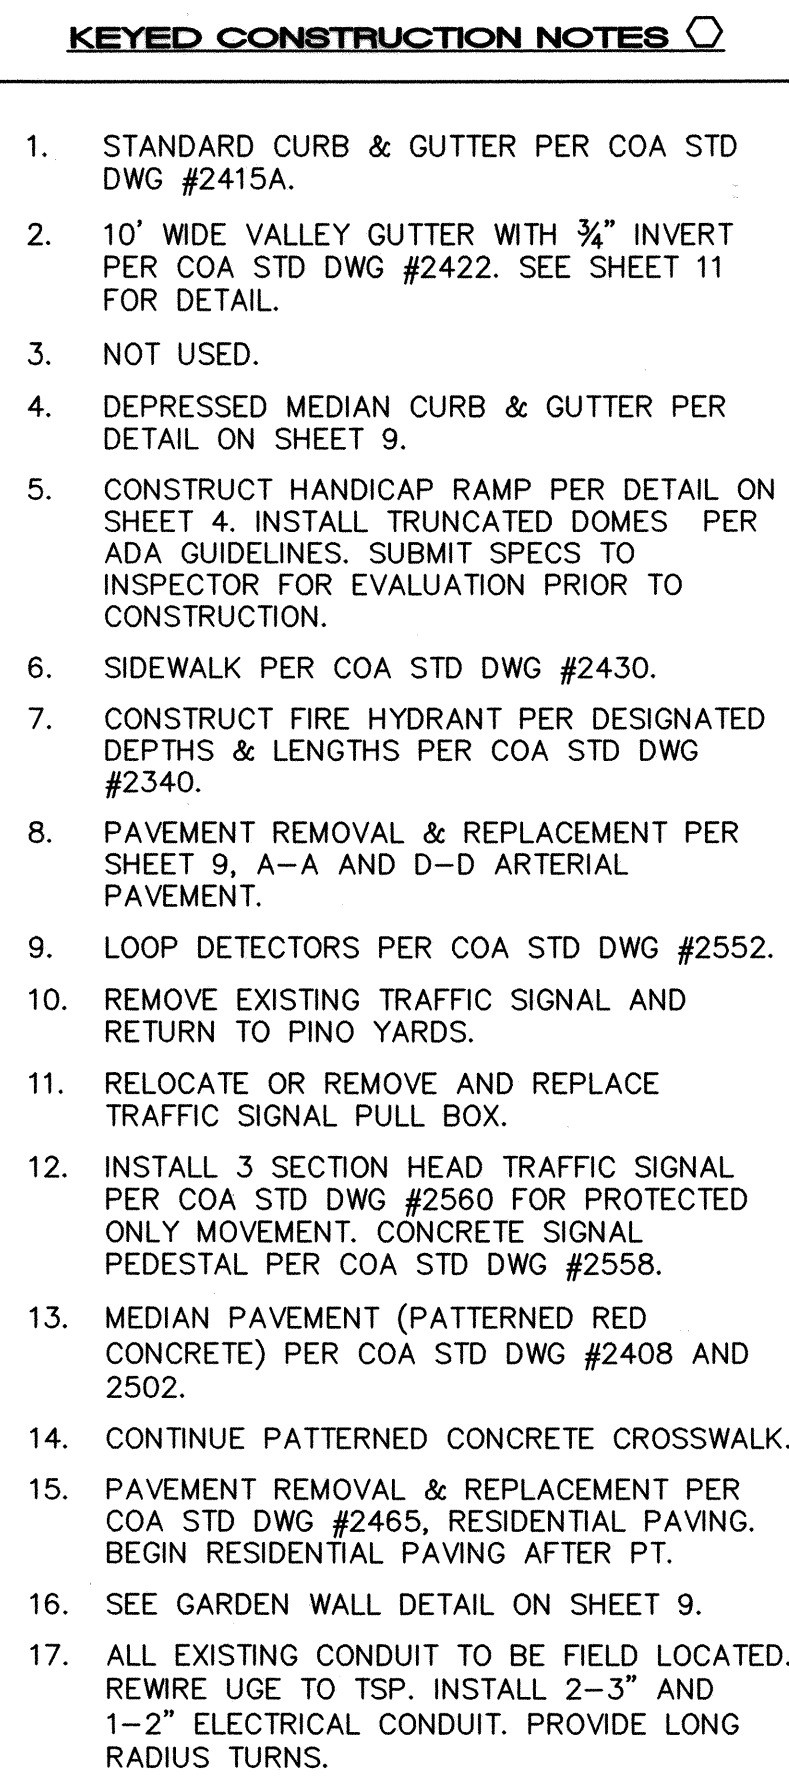 KEYED CONSTRUCTION NOTES
1. STANDARD CURB & GUTTER PER COA STD
DWG #2415A.
2. 10' WIDE VALLEY GUTTER WITH ¾" INVERT
PER COA STD DWG #2422. SEE SHEET 11
FOR DETAIL.
3. NOT USED.
4. DEPRESSED MEDIAN CURB & GUTTER PER
DETAIL ON SHEET 9.
5. CONSTRUCT HANDICAP RAMP PER DETAIL ON
SHEET 4. INSTALL TRUNCATED DOMES PER
ADA GUIDELINES. SUBMIT SPECS TO
INSPECTOR FOR EVALUATION PRIOR TO
CONSTRUCTION.
6. SIDEWALK PER COA STD DWG #2430.
7. CONSTRUCT FIRE HYDRANT PER DESIGNATED
DEPTHS & LENGTHS PER COA STD DWG
#2340.
8. PAVEMENT REMOVAL & REPLACEMENT PER
SHEET 9, A-A AND D-D ARTERIAL
PAVEMENT.
9. LOOP DETECTORS PER COA STD DWG #2552.
10. REMOVE EXISTING TRAFFIC SIGNAL AND
RETURN TO PINO YARDS.
11. RELOCATE OR REMOVE AND REPLACE
TRAFFIC SIGNAL PULL BOX.
12. INSTALL 3 SECTION HEAD TRAFFIC SIGNAL
PER COA STD DWG #2560 FOR PROTECTED
ONLY MOVEMENT. CONCRETE SIGNAL
PEDESTAL PER COA STD DWG #2558.
13. MEDIAN PAVEMENT (PATTERNED RED
CONCRETE) PER COA STD DWG #2408 AND
2502.
14. CONTINUE PATTERNED CONCRETE CROSSWALK.
15. PAVEMENT REMOVAL & REPLACEMENT PER
COA STD DWG #2465, RESIDENTIAL PAVING.
BEGIN RESIDENTIAL PAVING AFTER PT.
16. SEE GARDEN WALL DETAIL ON SHEET 9.
17. ALL EXISTING CONDUIT TO BE FIELD LOCATED.
REWIRE UGE TO TSP. INSTALL 2-3" AND
1-2" ELECTRICAL CONDUIT. PROVIDE LONG
RADIUS TURNS.